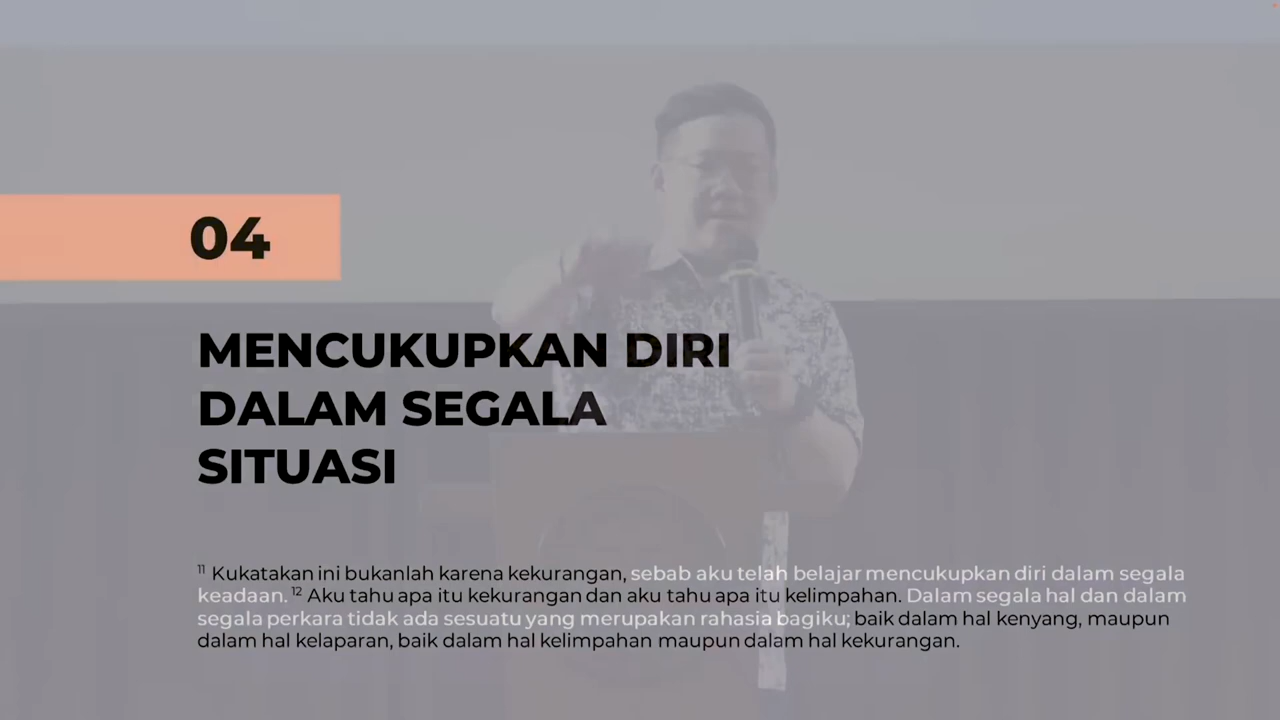 04
MENCUKUPKAN DIRI
DALAM SEGALA
SITUASI
¹¹ Kukatakan ini bukanlah karena kekurangan, sebab aku telah belajar mencukupkan diri dalam segala
keadaan. ¹² Aku tahu apa itu kekurangan dan aku tahu apa itu kelimpahan. Dalam segala hal dan dalam
segala perkara tidak ada sesuatu yang merupakan rahasia bagiku; baik dalam hal kenyang, maupun
dalam hal kelaparan, baik dalam hal kelimpahan maupun dalam hal kekurangan.